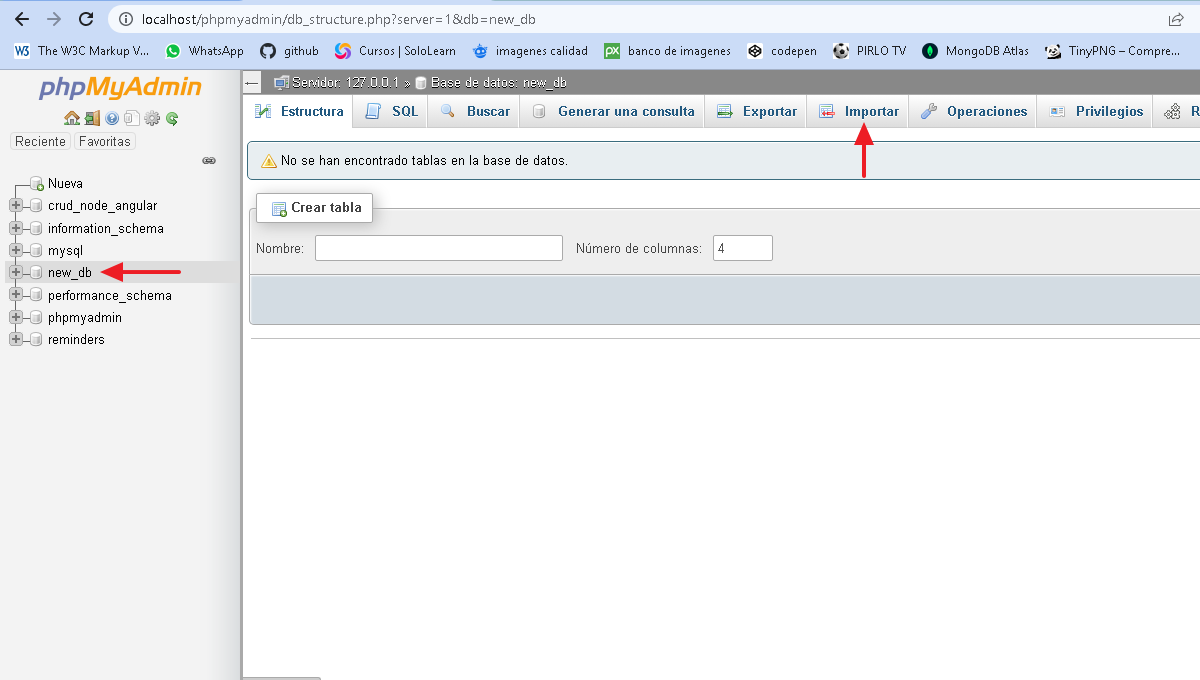 localhost/phpmyadmin/db_structure.php?server=1&db=new_db
The W3C Markup V... WhatsApp github Cursos | SoloLearn imagenes calidad banco de imagenes codepen PIRLO TV MongoDB Atlas TinyPNG – Compre...
phpMyAdmin
Reciente Favoritas
Nueva
crud_node_angular
information_schema
mysql
new_db
performance_schema
phpmyadmin
reminders
Servidor: 127.0.0.1 » Base de datos: new_db
Estructura SQL Buscar Generar una consulta Exportar Importar Operaciones Privilegios R
No se han encontrado tablas en la base de datos.
Crear tabla
Nombre: Número de columnas: 4